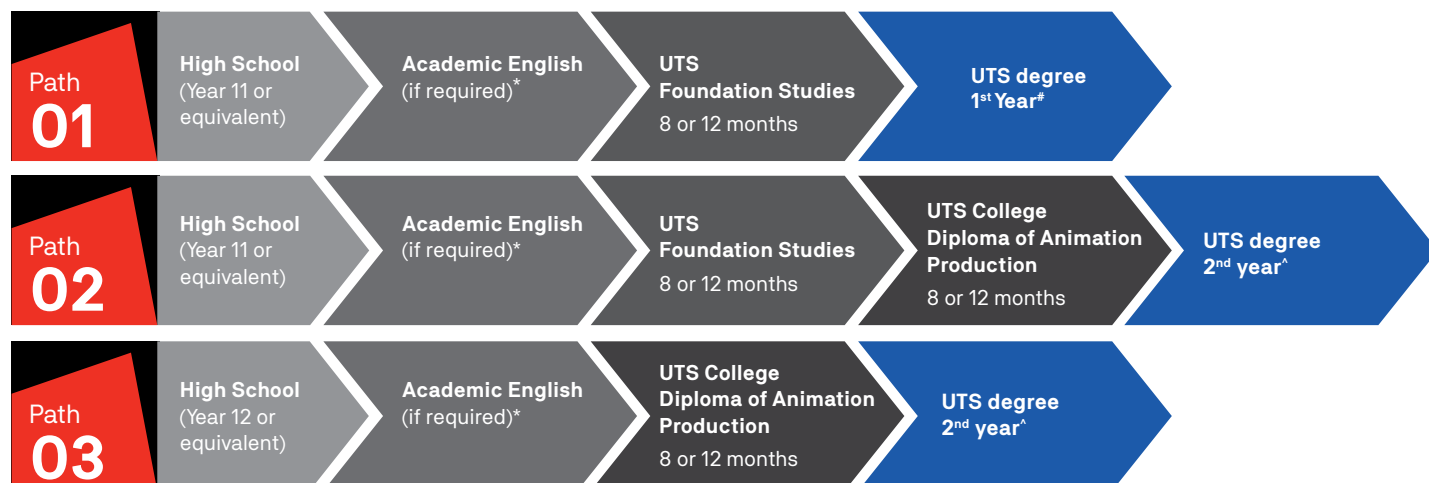 Path
01
High School
(Year 11 or
equivalent)
Academic English
(if required)*
UTS
Foundation Studies
8 or 12 months
UTS degree
1st Year#
Path
02
High School
(Year 11 or
equivalent)
Academic English
(if required)*
UTS
Foundation Studies
8 or 12 months
UTS College
Diploma of Animation
Production
8 or 12 months
UTS degree
2nd year^
Path
03
High School
(Year 12 or
equivalent)
Academic English
(if required)*
UTS College
Diploma of Animation
Production
8 or 12 months
UTS degree
2nd year^